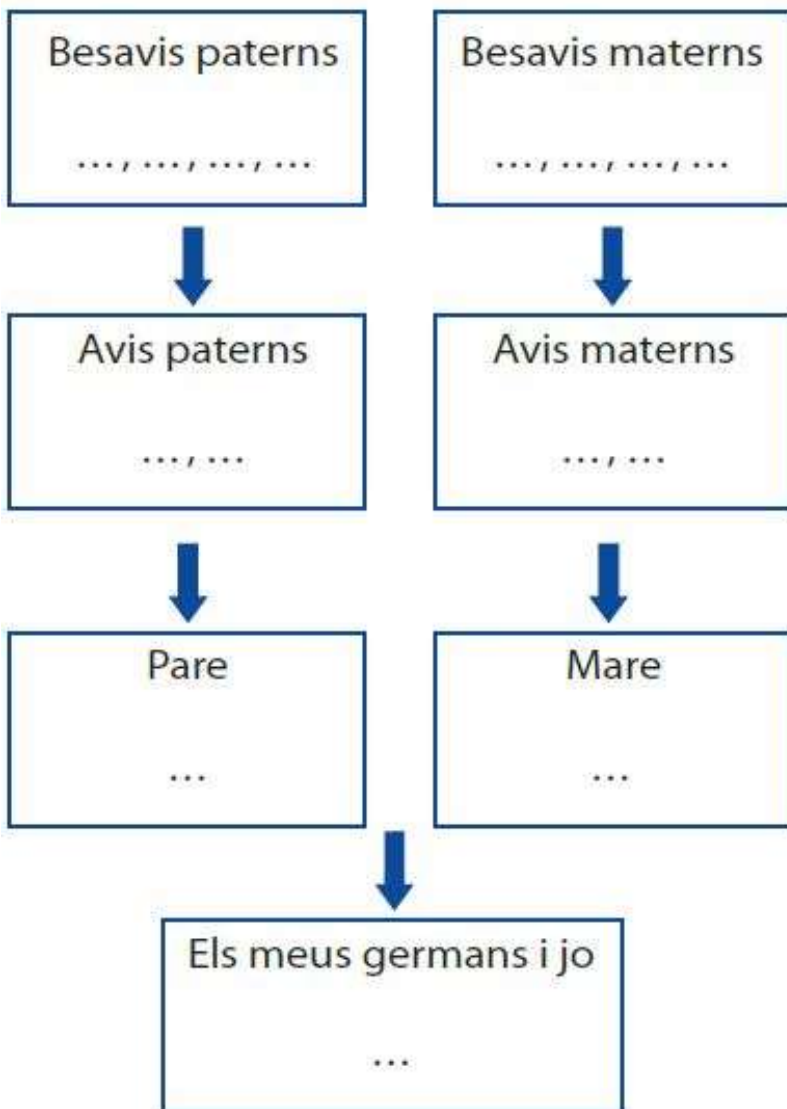 Besavis paterns
..., ..., ..., ...
Besavis materns
..., ..., ..., ...
Avis paterns
..., ...
Avis materns
..., ...
Pare
...
Mare
...
Els meus germans i jo
...